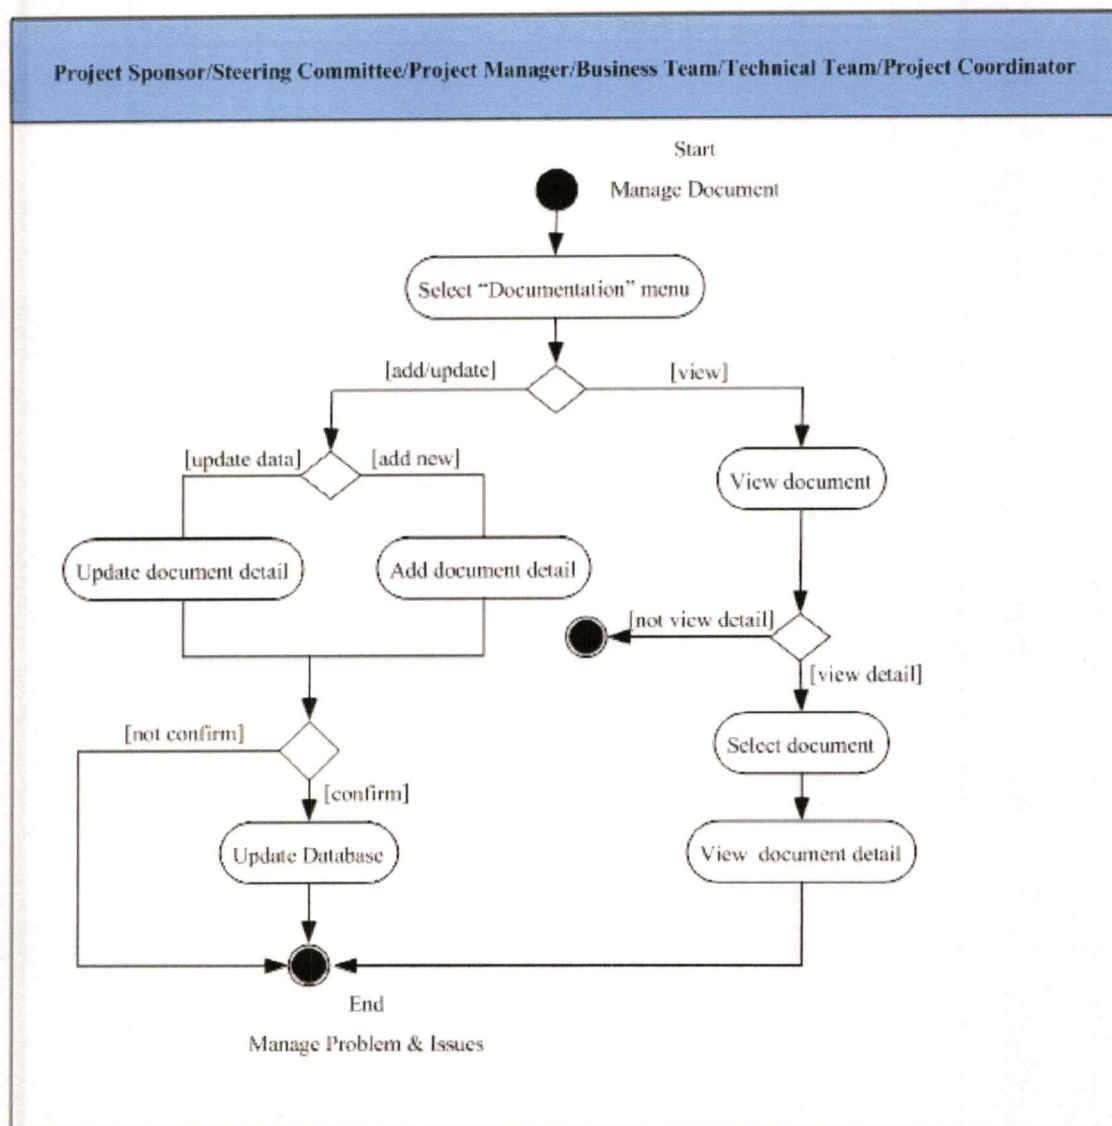 Project Sponsor/Steering Committee/Project Manager/Business Team/Technical Team/Project Coordinator
Start
Manage Document
Select “Documentation” menu
[add/update]
[view]
[update data]
[add new]
View document
Update document detail
Add document detail
[not view detail]
[view detail]
[not confirm]
Select document
[confirm]
Update Database
View document detail
End
Manage Problem & Issues